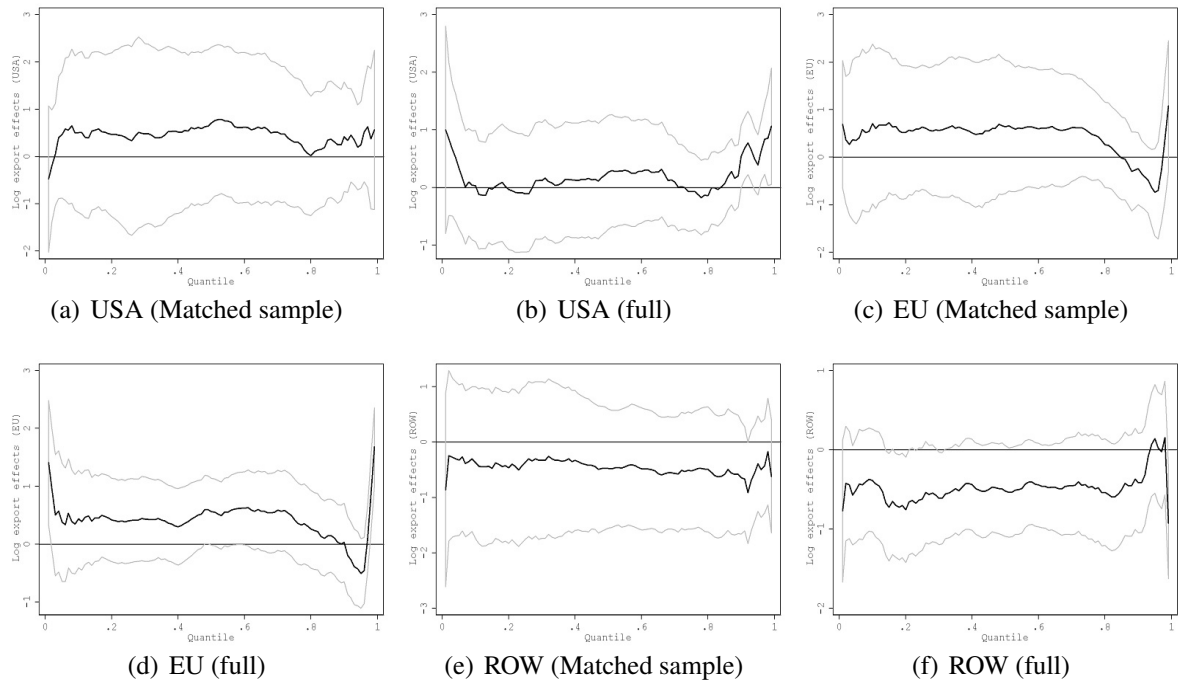 Log export effects (USA)
3
2
1
0
-1
-2
0 .2 .4 .6 .8 1
Quantile
(a) USA (Matched sample)
Log export effects (USA)
3
2
1
0
-1
0 .2 .4 .6 .8 1
Quantile
(b) USA (full)
Log export effects (EU)
3
2
1
0
-1
-2
0 .2 .4 .6 .8 1
Quantile
(c) EU (Matched sample)
Log export effects (EU)
3
2
1
0
-1
0 .2 .4 .6 .8 1
Quantile
(d) EU (full)
Log export effects (ROW)
1
0
-1
-2
-3
0 .2 .4 .6 .8 1
Quantile
(e) ROW (Matched sample)
Log export effects (ROW)
1
0
-1
-2
0 .2 .4 .6 .8 1
Quantile
(f) ROW (full)